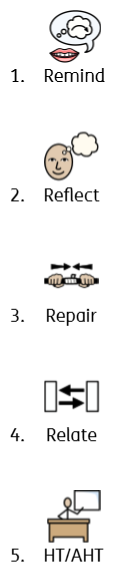 1. Remind
2. Reflect
3. Repair
4. Relate
5. HT/AHT